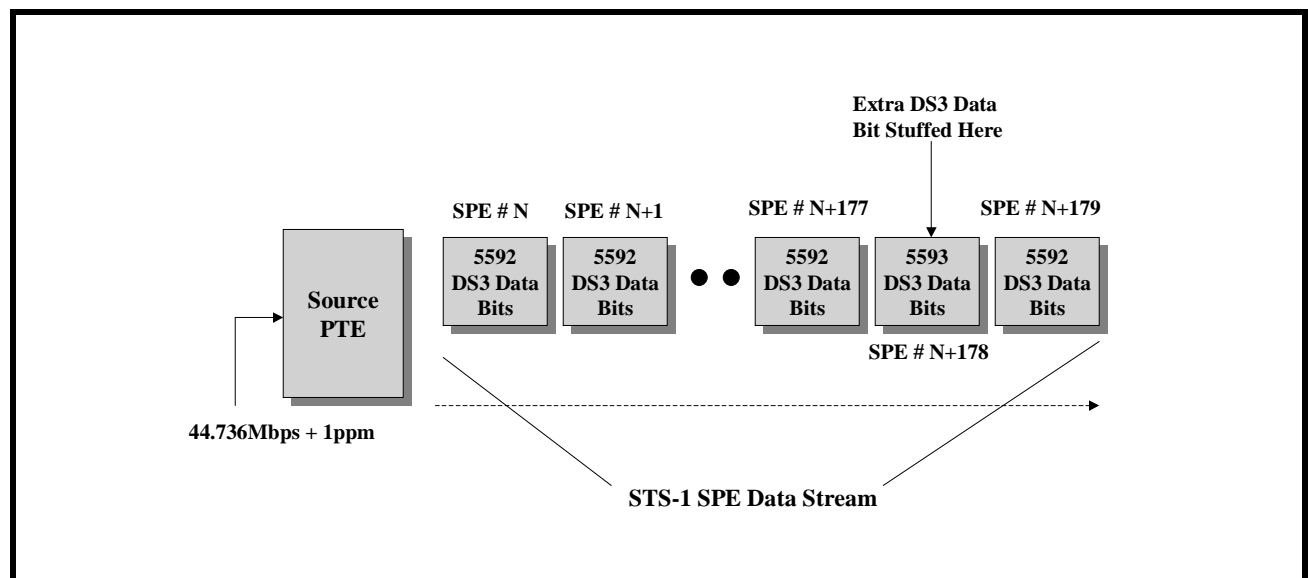 Extra DS3 Data
Bit Stuffed Here
SPE # N
SPE # N+1
SPE # N+177
SPE # N+179
Source
PTE
5592
DS3 Data
Bits
5592
DS3 Data
Bits
5592
DS3 Data
Bits
5593
DS3 Data
Bits
5592
DS3 Data
Bits
SPE # N+178
44.736Mbps + 1ppm
STS-1 SPE Data Stream